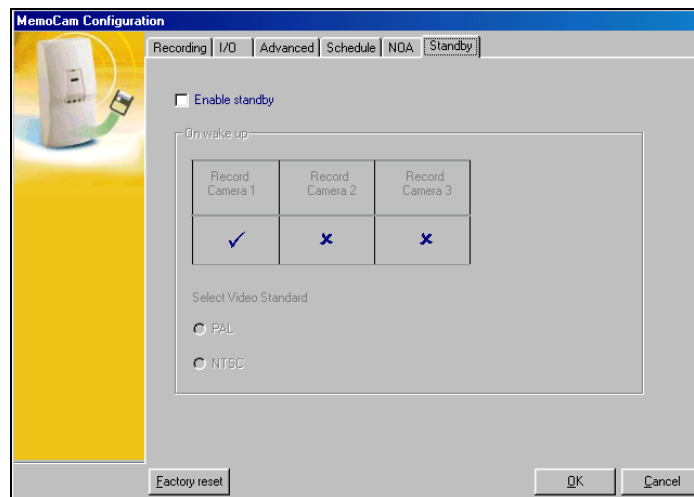 MemoCam Configuration
Recording I/O Advanced Schedule NOA Standby
Enable standby
On wake up
Record Camera 1 Record Camera 2 Record Camera 3
Select Video Standard
PAL
NTSC
Factory reset OK Cancel